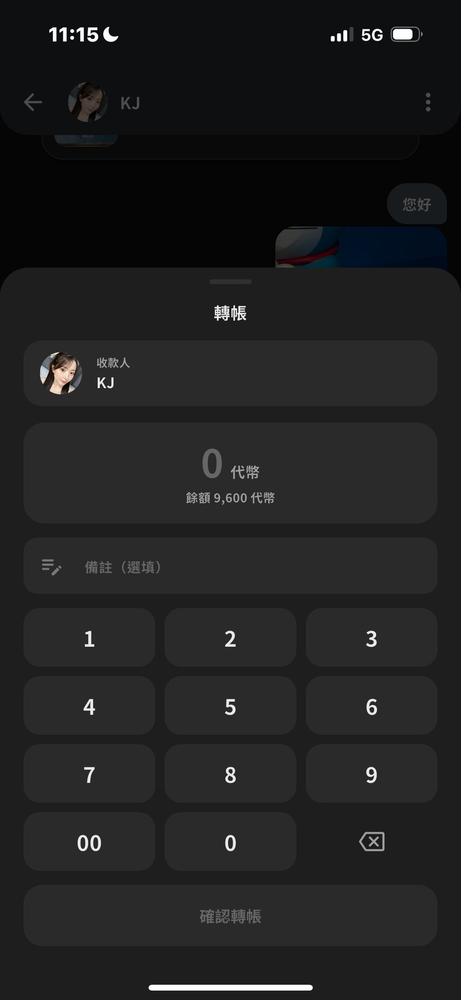 11:15
5G
KJ
您好
轉帳
收款人
KJ
0 代幣
餘額 9,600 代幣
備註（選填）
1 2 3
4 5 6
7 8 9
00 0
確認轉帳